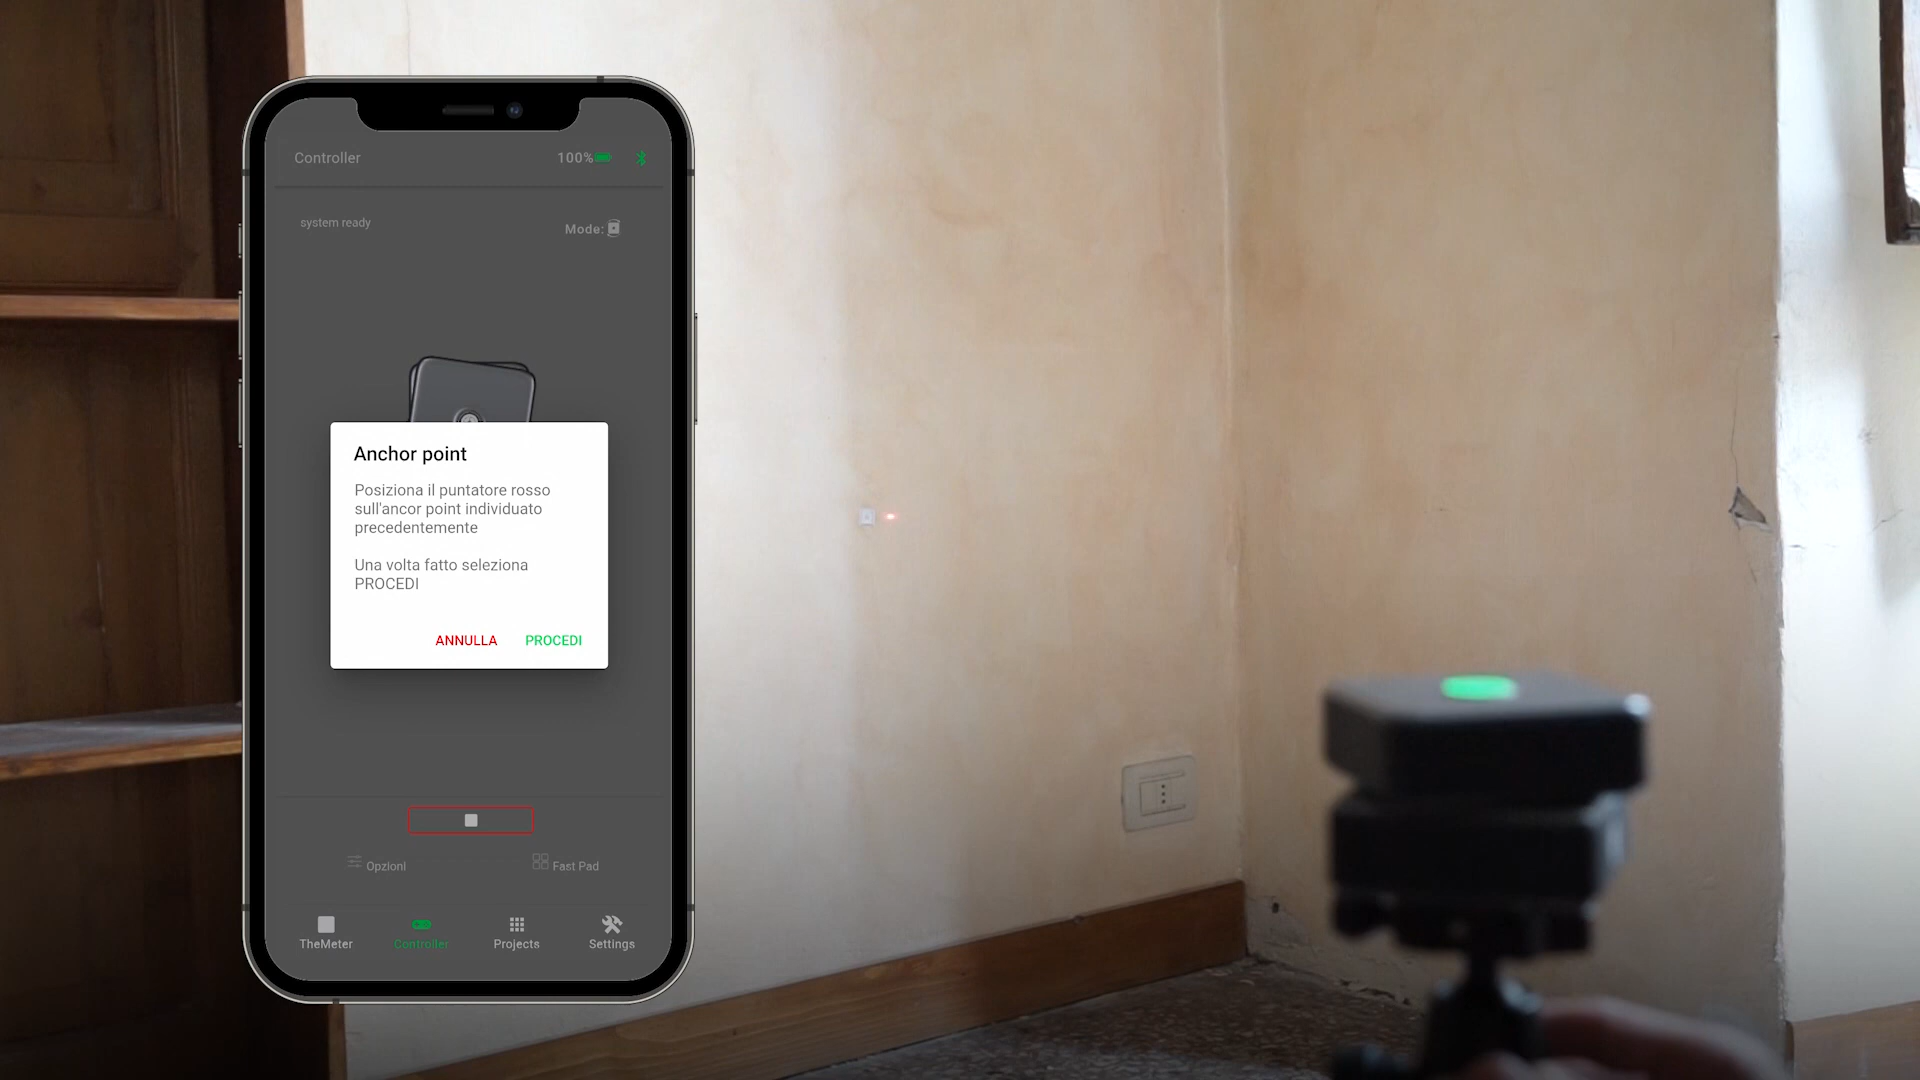 Controller
100%
system ready
Mode:
Anchor point
Posiziona il puntatore rosso
sull'ancor point individuato
precedentemente
Una volta fatto seleziona
PROCEDI
ANNULLA
PROCEDI
Opzioni
Fast Pad
TheMeter
Controller
Projects
Settings